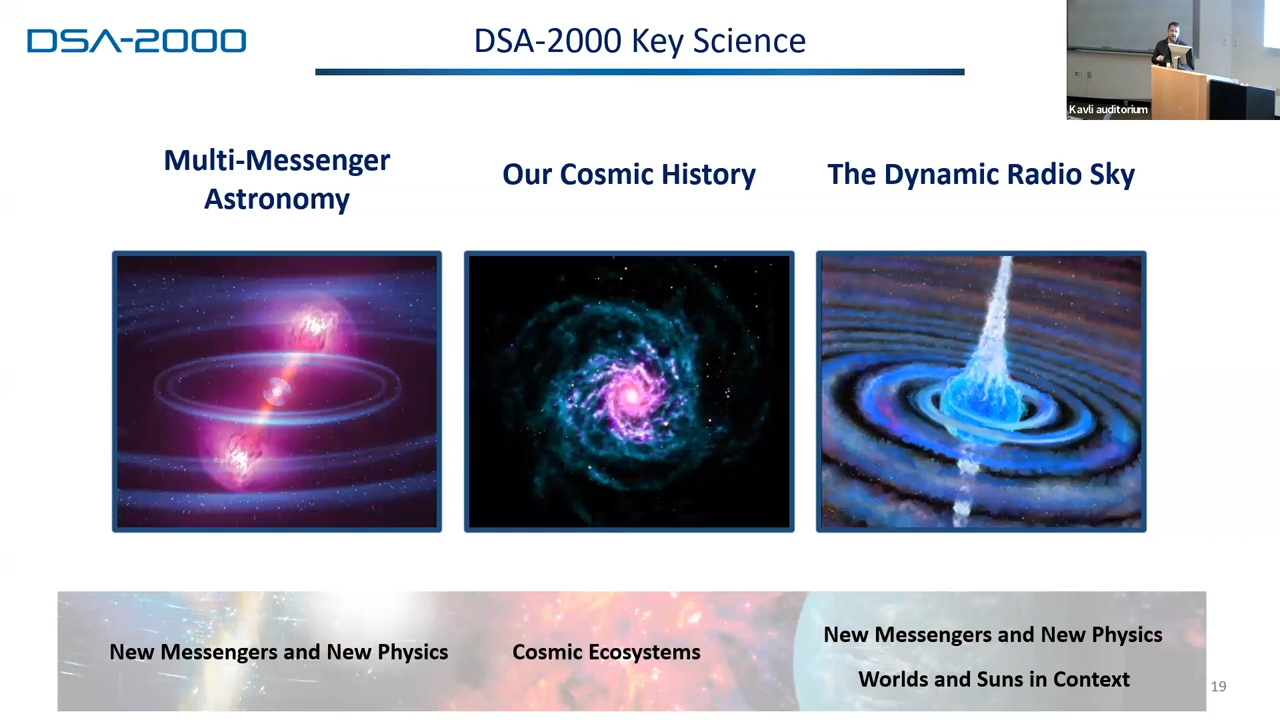 DSA-2000
DSA-2000 Key Science
Kavli auditorium
Multi-Messenger
Astronomy
Our Cosmic History
The Dynamic Radio Sky
New Messengers and New Physics
Cosmic Ecosystems
New Messengers and New Physics
Worlds and Suns in Context
19